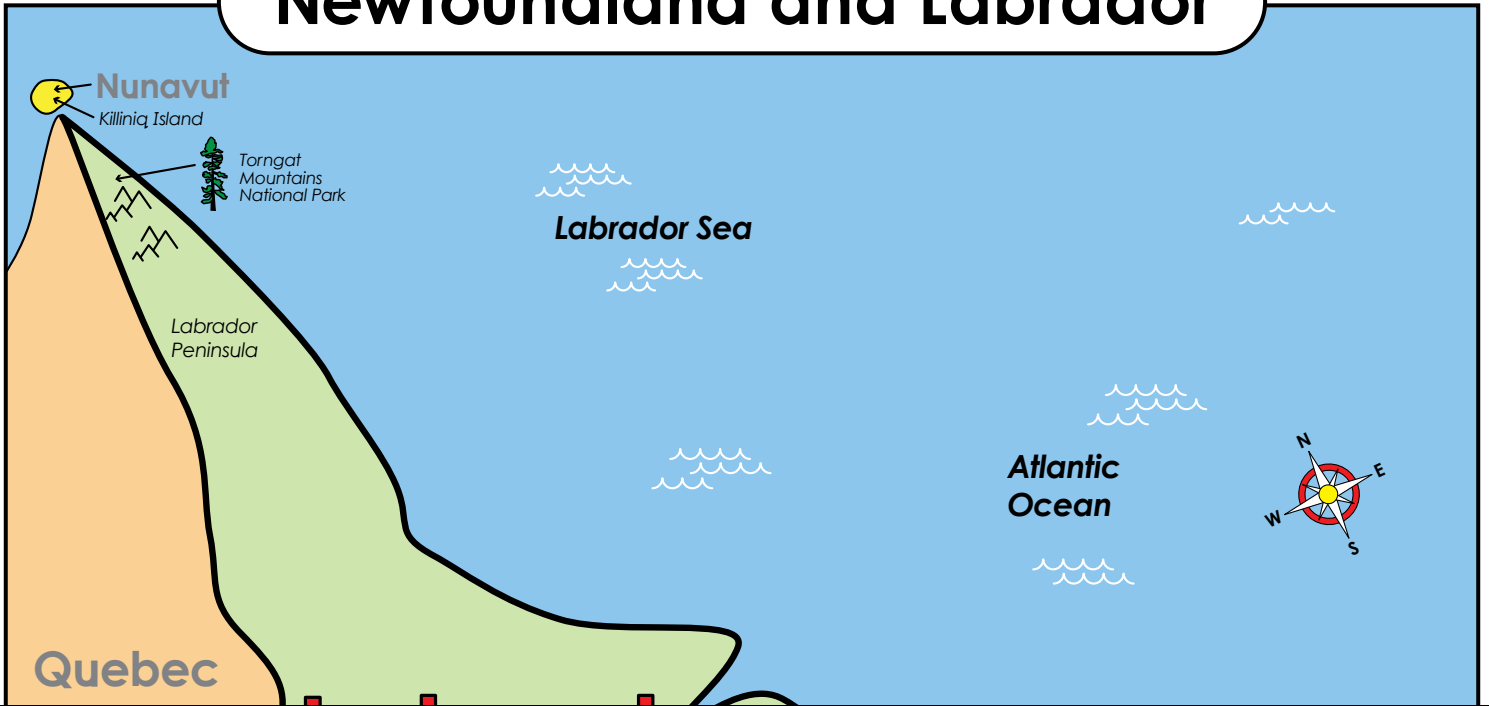 Newfoundland and Labrador
Nunavut
Killiniq Island
Torngat
Mountains
National Park
Labrador Sea
Labrador
Peninsula
Atlantic
Ocean
N
E
W
S
Quebec